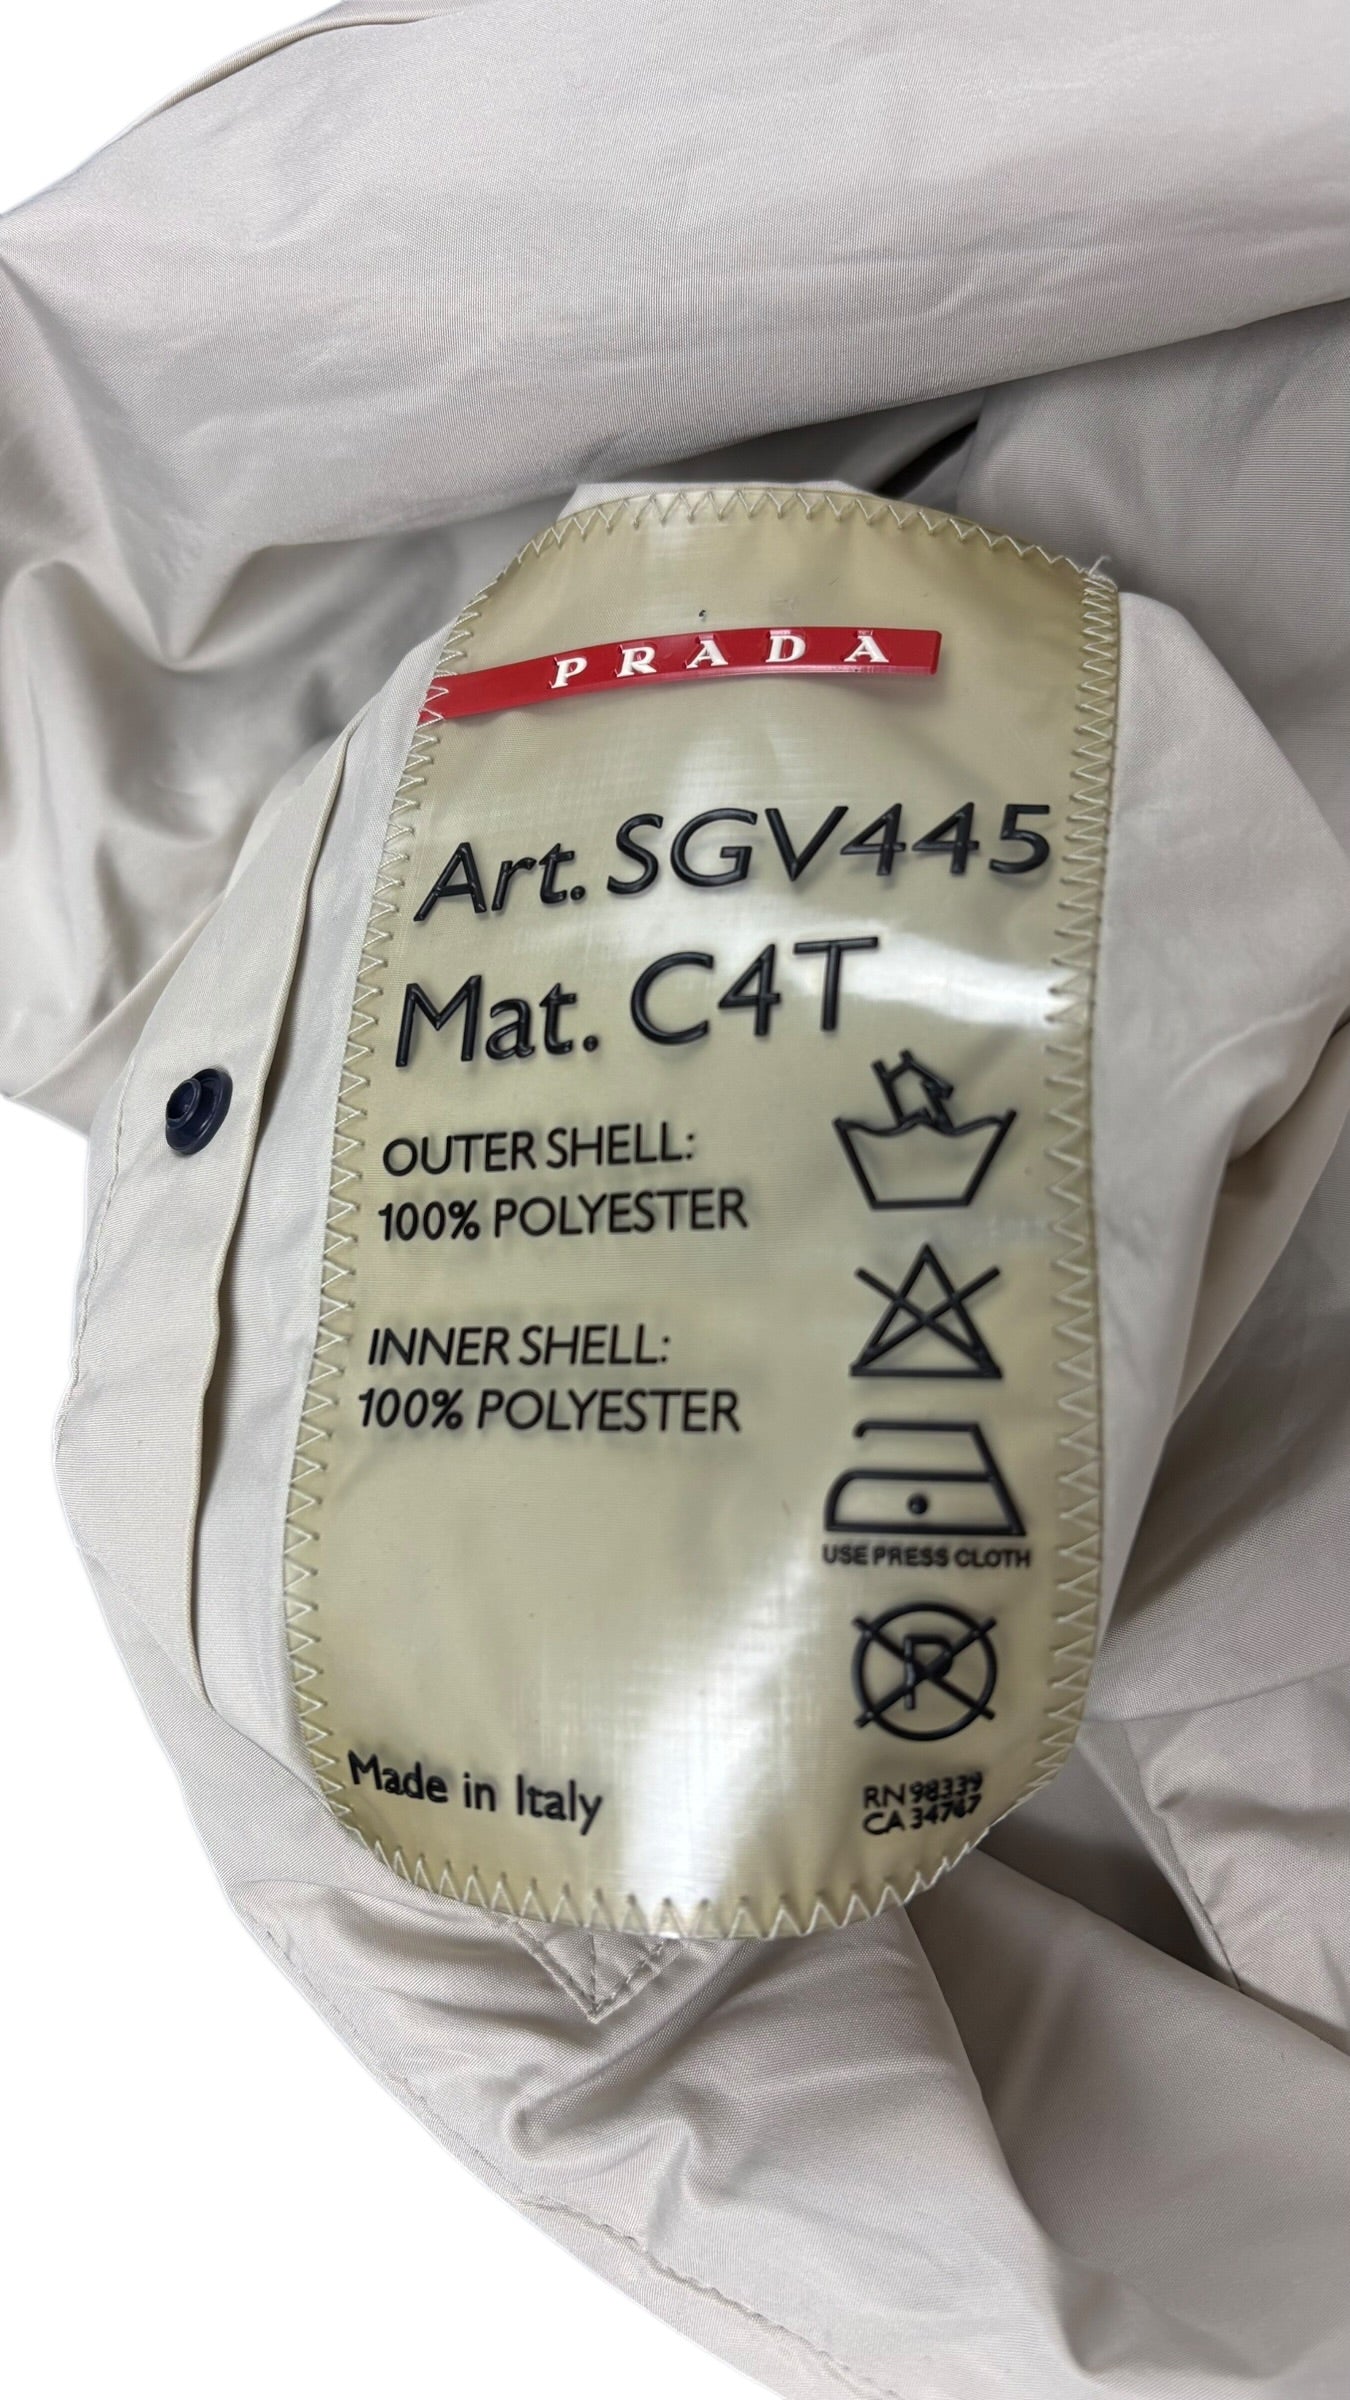 PRADA
Art. SGV445
Mat. C4T
OUTER SHELL:
100% POLYESTER
INNER SHELL:
100% POLYESTER
USE PRESS CLOTH
P
Made in Italy
RN 98339
CA 34767